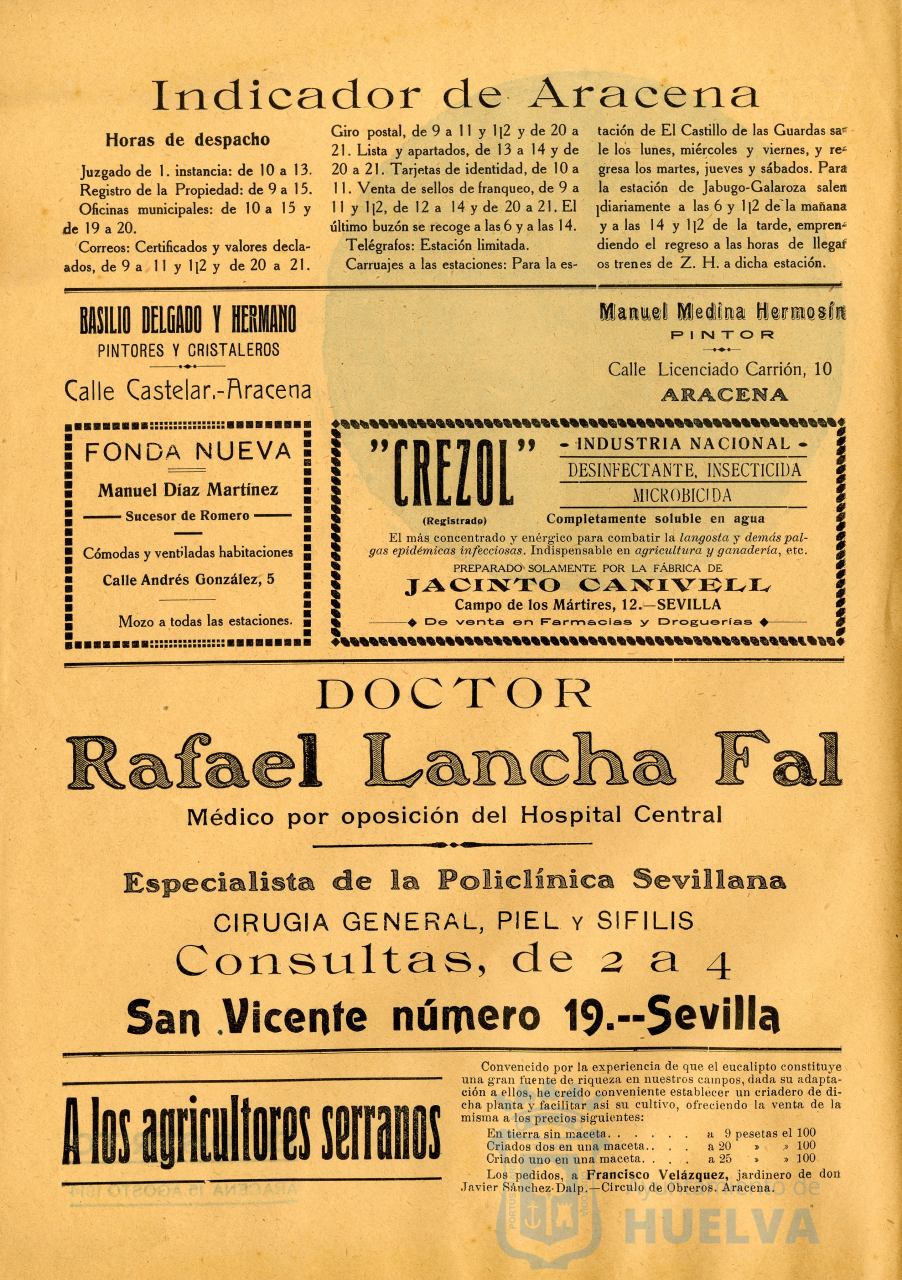 Indicador de Aracena
Horas de despacho
Juzgado de 1. instancia: de 10 a 13.
Registro de la Propiedad: de 9 a 15.
Oficinas municipales: de 10 a 15 y
de 19 a 20.
Correos: Certificados y valores decla-
ados, de 9 a 11 y 1|2 y de 20 a 21.
Giro postal, de 9 a 11 y 1|2 y de 20 a
21. Lista y apartados, de 13 a 14 y de
20 a 21. Tarjetas de identidad, de 10 a
11. Venta de sellos de franqueo, de 9 a
11 y 1|2, de 12 a 14 y de 20 a 21. El
último buzón se recoge a las 6 y a las 14.
Telégrafos: Estación limitada.
Carruajes a las estaciones: Para la es-
tación de El Castillo de las Guardas sa-
le los lunes, miércoles y viernes, y re-
gresa los martes, jueves y sábados. Para
la estación de Jabugo-Galaroza salen
diariamente a las 6 y 1|2 de la mañana
y a las 14 y 1|2 de la tarde, empren-
diendo el regreso a las horas de llegar
os trenes de Z. H. a dicha estación.
BASILIO DELGADO Y HERMANO
PINTORES Y CRISTALEROS
Calle Castelar.-Aracena
Manuel Medina Hermosín
PINTOR
Calle Licenciado Carrión, 10
ARACENA
FONDA NUEVA
Manuel Díaz Martínez
Sucesor de Romero
Cómodas y ventiladas habitaciones
Calle Andrés González, 5
Mozo a todas las estaciones.
"CREZOL"
(Registrado)
- INDUSTRIA NACIONAL -
DESINFECTANTE, INSECTICIDA
MICROBICIDA
Completamente soluble en agua
El más concentrado y enérgico para combatir la langosta y demás pal-
gas epidémicas infecciosas. Indispensable en agricultura y ganadería, etc.
PREPARADO SOLAMENTE POR LA FÁBRICA DE
JACINTO CANIVELL
Campo de los Mártires, 12.—SEVILLA
De venta en Farmacias y Droguerías
DOCTOR
Rafael Lancha Fal
Médico por oposición del Hospital Central
Especialista de la Policlínica Sevillana
CIRUGIA GENERAL, PIEL Y SIFILIS
Consultas, de 2 a 4
San Vicente número 19.--Sevilla
A los agricultores serranos
Convencido por la experiencia de que el eucalipto constituye
una gran fuente de riqueza en nuestros campos, dada su adapta-
ción a ellos, he creído conveniente establecer un criadero de di-
cha planta y facilitar así su cultivo, ofreciendo la venta de la
misma a los precios siguientes:
En tierra sin maceta. . . . . . a 9 pesetas el 100
Criados dos en una maceta. . . . a 20 » » 100
Criado uno en una maceta. . . . a 25 » » 100
Los pedidos, a Francisco Velázquez, jardinero de don
Javier Sánchez-Dalp.—Círculo de Obreros. Aracena.
de
HUELVA